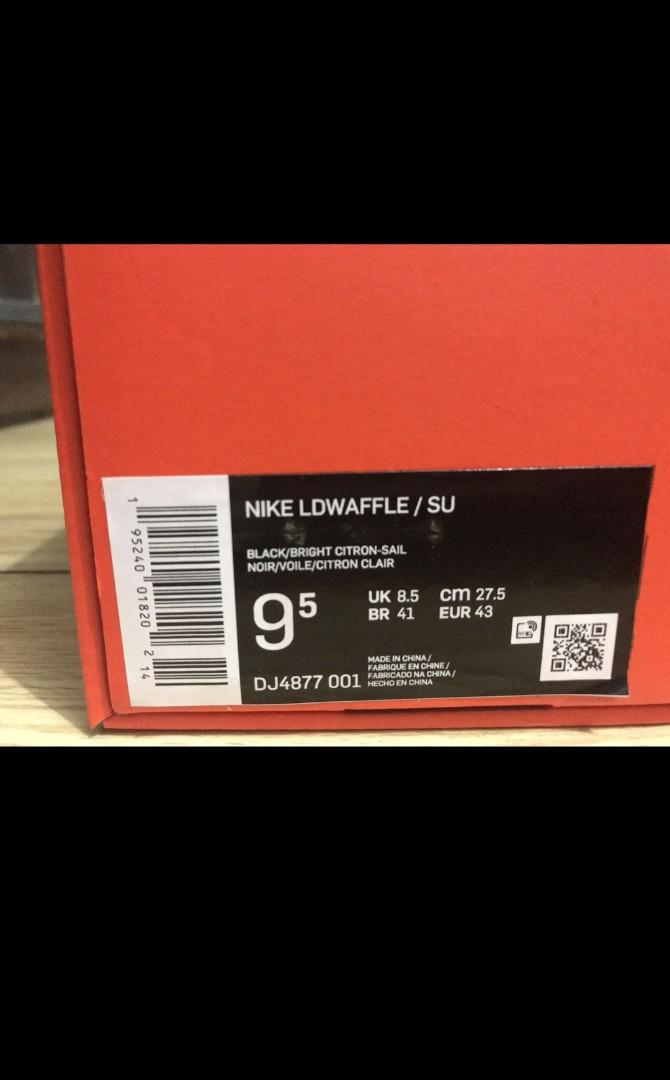 1 95240 01820 2 14
NIKE LDWAFFLE / SU
BLACK/BRIGHT CITRON-SAIL
NOIR/VOILE/CITRON CLAIR
9⁵
UK 8.5 cm 27.5
BR 41 EUR 43
DJ4877 001
MADE IN CHINA /
FABRIQUE EN CHINE /
FABRICADO NA CHINA /
HECHO EN CHINA